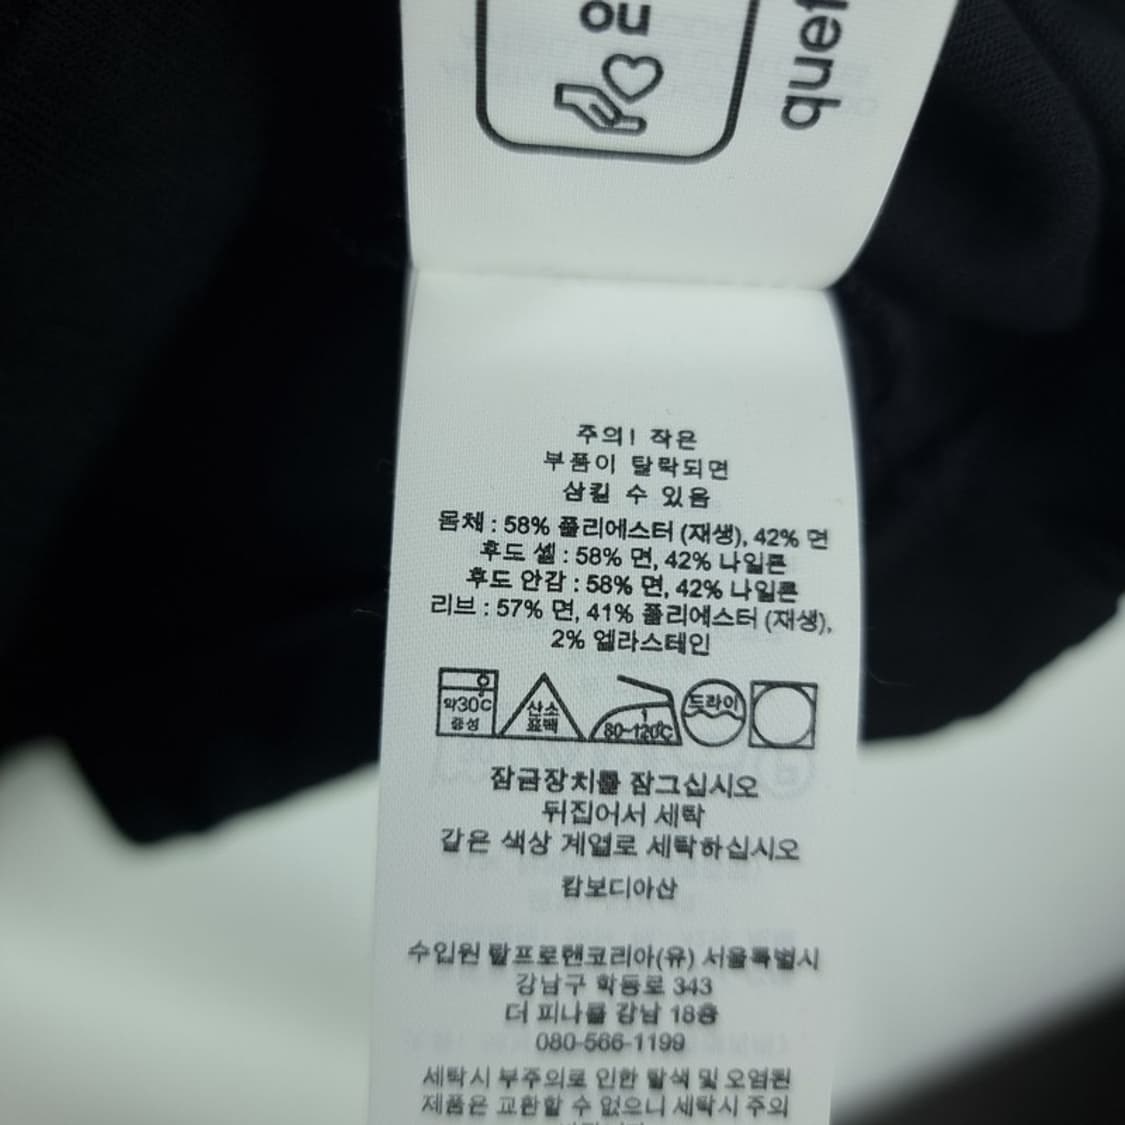 ou
quef
주의! 작은
부품이 탈락되면
삼킬 수 있음
몸체 : 58% 폴리에스터 (재생), 42% 면
후드 셸 : 58% 면, 42% 나일론
후드 안감 : 58% 면, 42% 나일론
리브 : 57% 면, 41% 폴리에스터 (재생),
2% 엘라스테인
약30℃
중성
산소
표백
80-120℃
드라이
잠금장치를 잠그십시오
뒤집어서 세탁
같은 색상 계열로 세탁하십시오
캄보디아산
수입원 랄프로렌코리아(유) 서울특별시
강남구 학동로 343
더 피나클 강남 18층
080-566-1199
세탁시 부주의로 인한 탈색 및 오염된
제품은 교환할 수 없으니 세탁시 주의